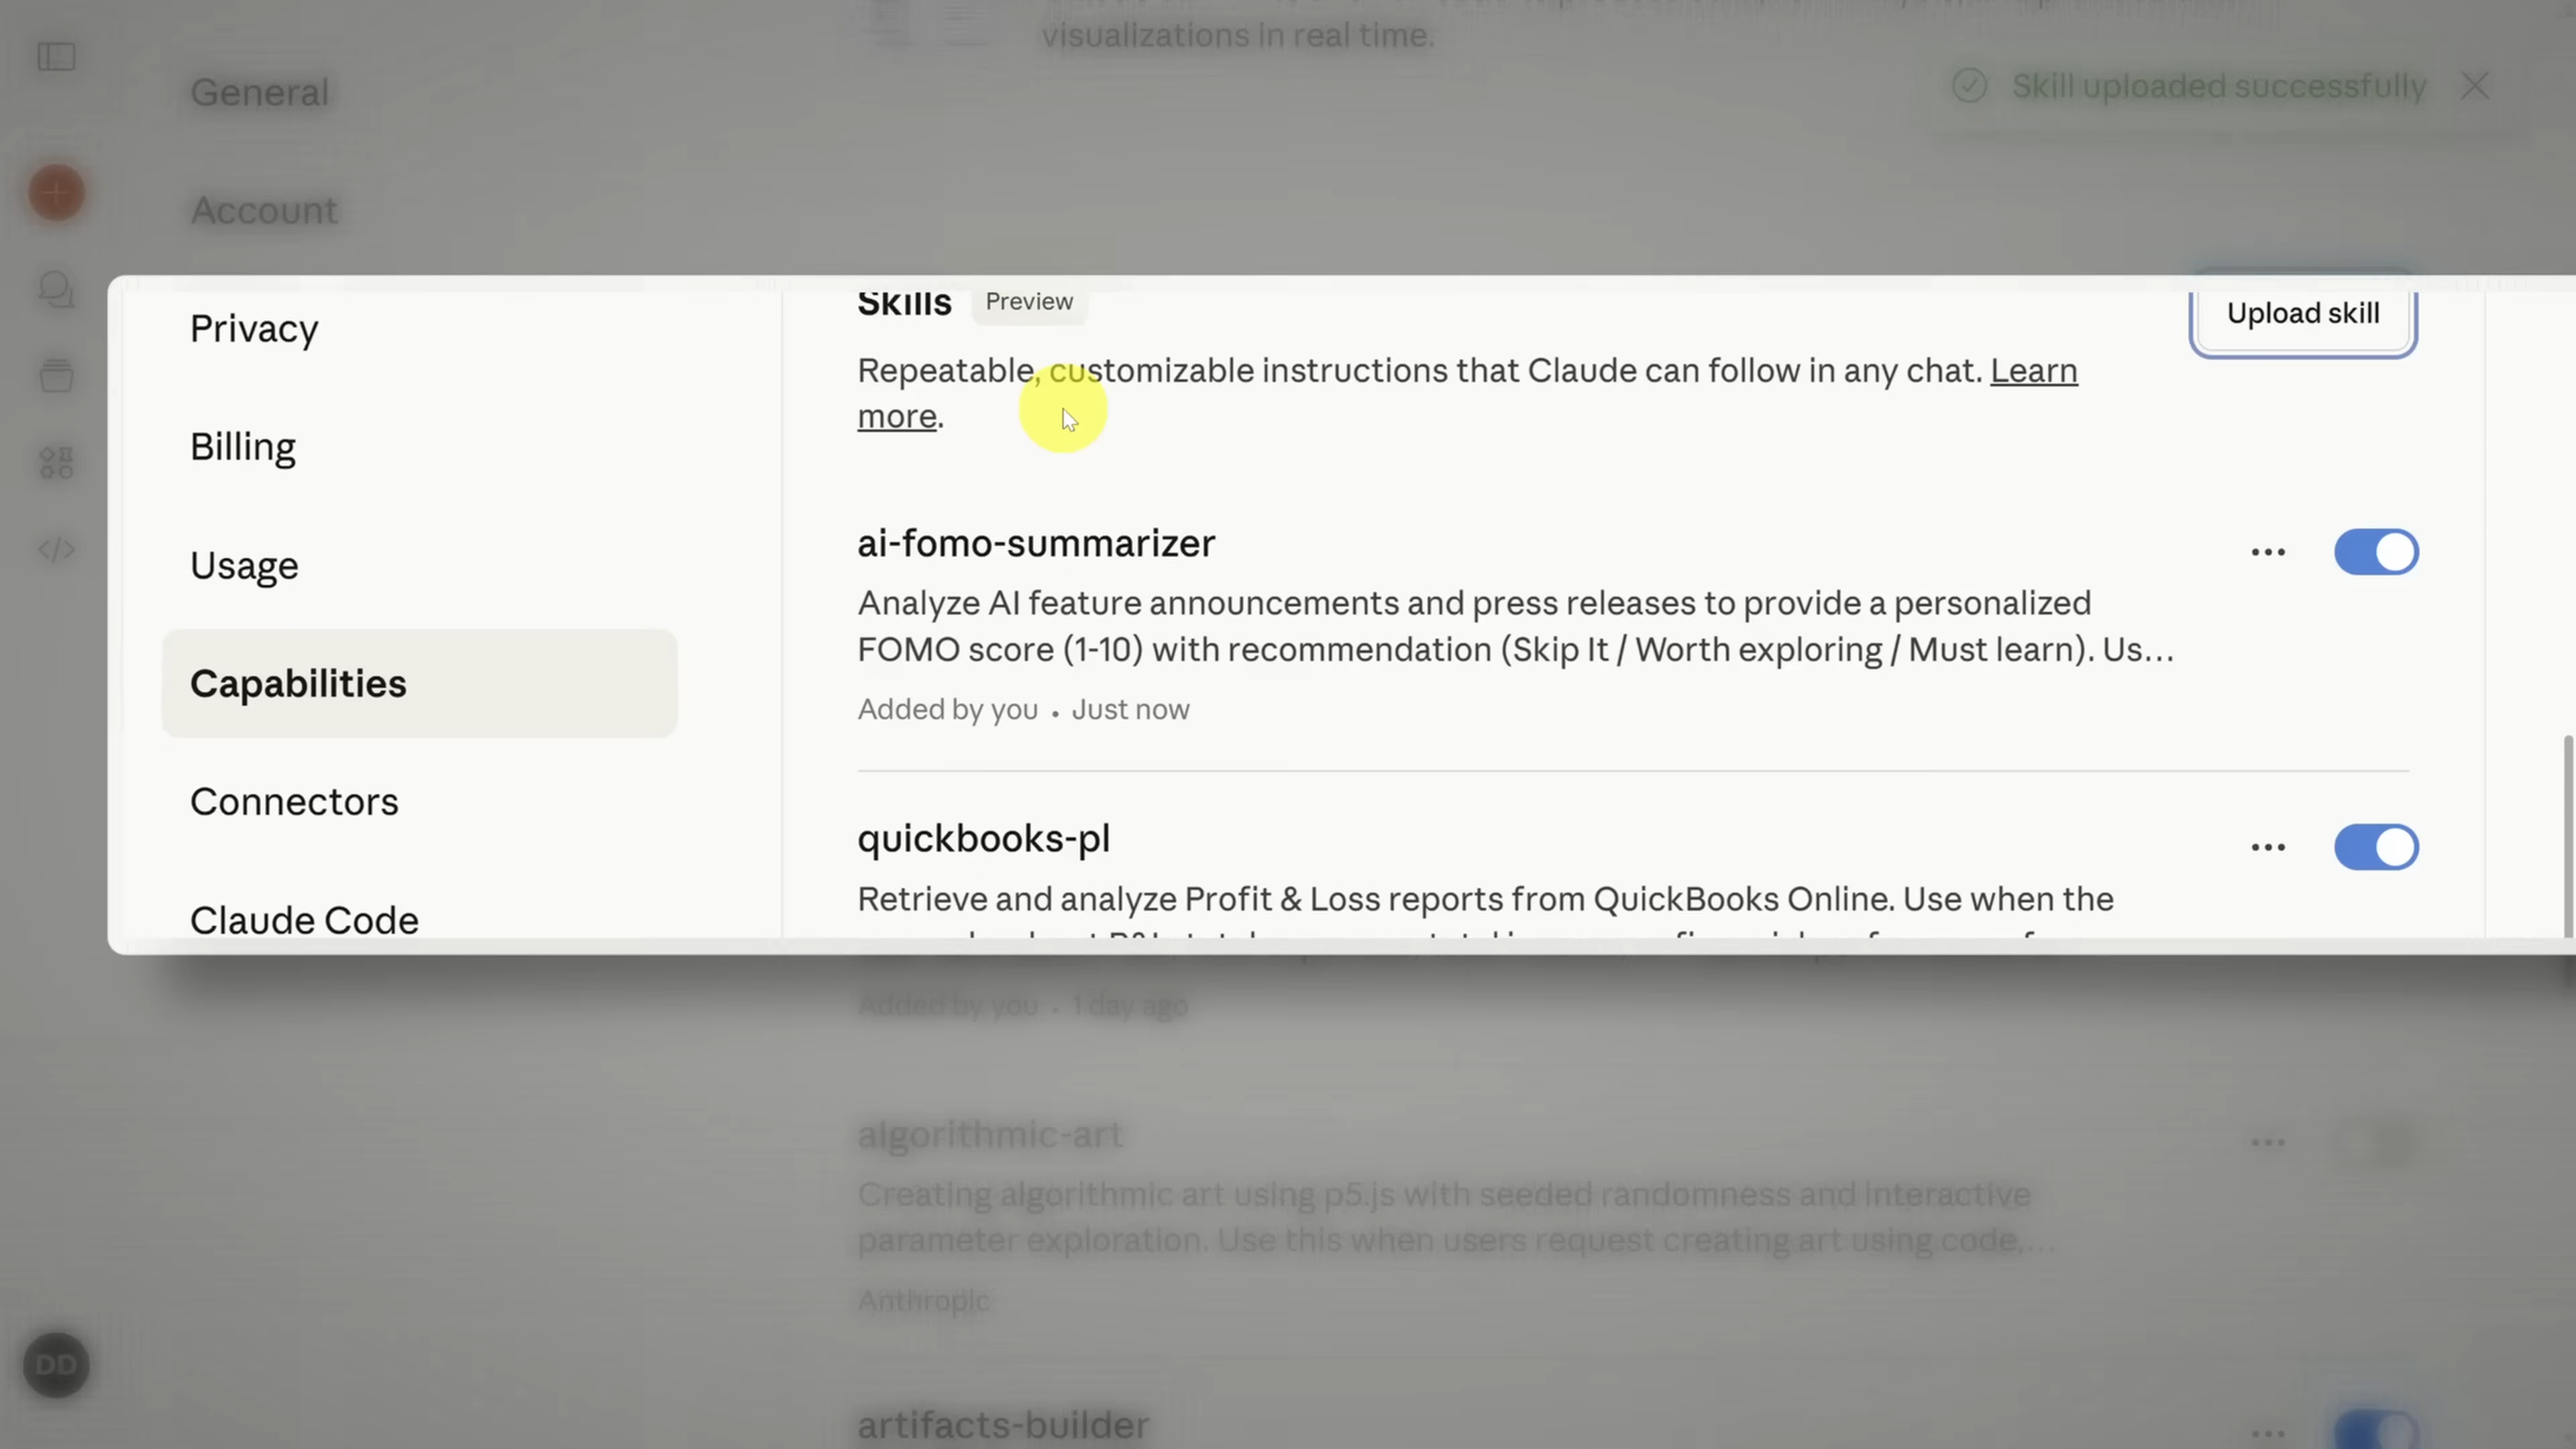 visualizations in real time.
General
Skill uploaded successfully
Account
Privacy
Billing
Usage
Capabilities
Connectors
Claude Code
Skills Preview
Upload skill
Repeatable, customizable instructions that Claude can follow in any chat. Learn
more.
ai-fomo-summarizer
Analyze AI feature announcements and press releases to provide a personalized
FOMO score (1-10) with recommendation (Skip It / Worth exploring / Must learn). Us...
Added by you • Just now
quickbooks-pl
Retrieve and analyze Profit & Loss reports from QuickBooks Online. Use when the
Added by you • 1 day ago
algorithmic-art
Creating algorithmic art using p5.js with seeded randomness and interactive
parameter exploration. Use this when users request creating art using code,...
Anthropic
artifacts-builder
DD